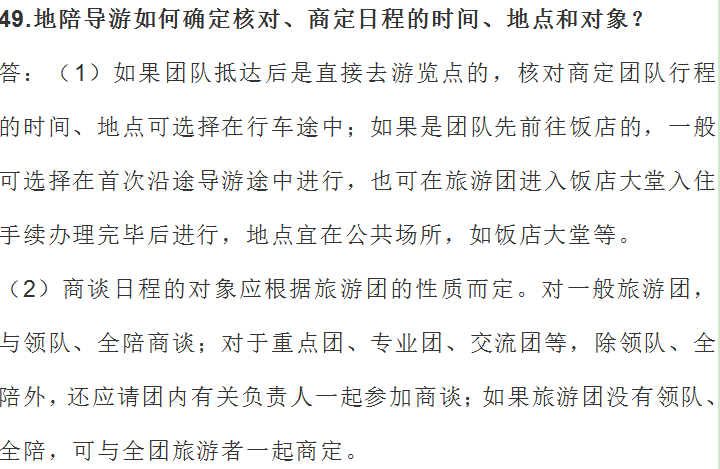 49.地陪导游如何确定核对、商定日程的时间、地点和对象？
答：（1）如果团队抵达后是直接去游览点的，核对商定团队行程
的时间、地点可选择在行车途中；如果是团队先前往饭店的，一般
可选择在首次沿途导游途中进行，也可在旅游团进入饭店大堂入住
手续办理完毕后进行，地点宜在公共场所，如饭店大堂等。
（2）商谈日程的对象应根据旅游团的性质而定。对一般旅游团，
与领队、全陪商谈；对于重点团、专业团、交流团等，除领队、全
陪外，还应请团内有关负责人一起参加商谈；如果旅游团没有领队、
全陪，可与全团旅游者一起商定。